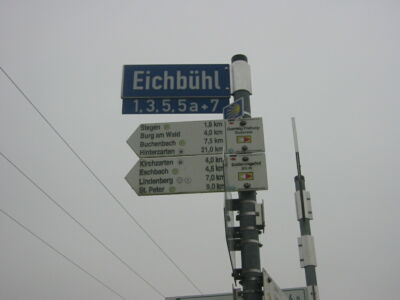 Eichbühl
1, 3, 5, 5a + 7
Stegen 1,8 km
Burg am Wald 4,0 km
Buchenbach 7,5 km
Hinterzarten 21,0 km
Kirchzarten 4,0 km
Eschbach 4,5 km
Lindenberg 7,0 km
St. Peter 9,0 km